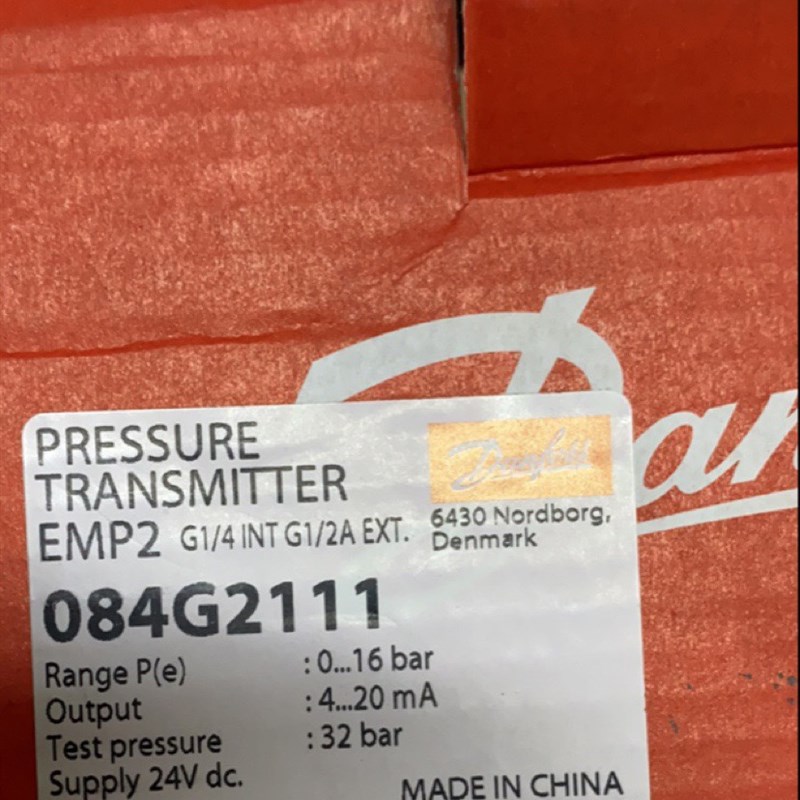 Dan
PRESSURE
TRANSMITTER
EMP2 G1/4 INT G1/2A EXT.
Danfoss
6430 Nordborg,
Denmark
084G2111
Range P(e) : 0...16 bar
Output : 4...20 mA
Test pressure : 32 bar
Supply 24V dc.
MADE IN CHINA